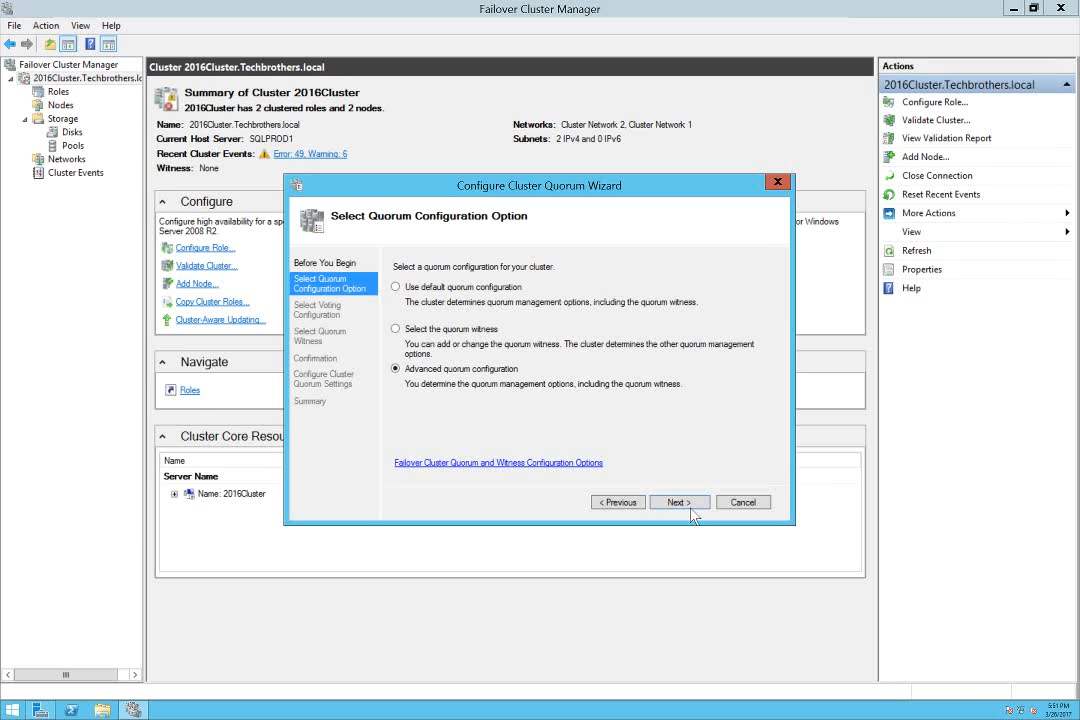 Failover Cluster Manager
File Action View Help
Failover Cluster Manager
2016Cluster.Techbrothers.lc
Roles
Nodes
Storage
Disks
Pools
Networks
Cluster Events
Cluster 2016Cluster.Techbrothers.local
Summary of Cluster 2016Cluster
2016Cluster has 2 clustered roles and 2 nodes.
Name: 2016Cluster.Techbrothers.local
Networks: Cluster Network 2, Cluster Network 1
Current Host Server: SQLPROD1
Subnets: 2 IPv4 and 0 IPv6
Recent Cluster Events: Error: 49, Warning: 6
Witness: None
Configure
Configure high availability for a sp
or Windows
Server 2008 R2.
Configure Role...
Validate Cluster...
Add Node...
Copy Cluster Roles...
Cluster-Aware Updating...
Navigate
Roles
Cluster Core Resou
Name
Server Name
Name: 2016Cluster
Configure Cluster Quorum Wizard
Select Quorum Configuration Option
Before You Begin
Select Quorum
Configuration Option
Select Voting
Configuration
Select Quorum
Witness
Confirmation
Configure Cluster
Quorum Settings
Summary
Select a quorum configuration for your cluster.
Use default quorum configuration
The cluster determines quorum management options, including the quorum witness.
Select the quorum witness
You can add or change the quorum witness. The cluster determines the other quorum management
options.
Advanced quorum configuration
You determine the quorum management options, including the quorum witness.
Failover Cluster Quorum and Witness Configuration Options
< Previous
Next >
Cancel
Actions
2016Cluster.Techbrothers.local
Configure Role...
Validate Cluster...
View Validation Report
Add Node...
Close Connection
Reset Recent Events
More Actions
View
Refresh
Properties
Help
5:51 PM
3/26/2017